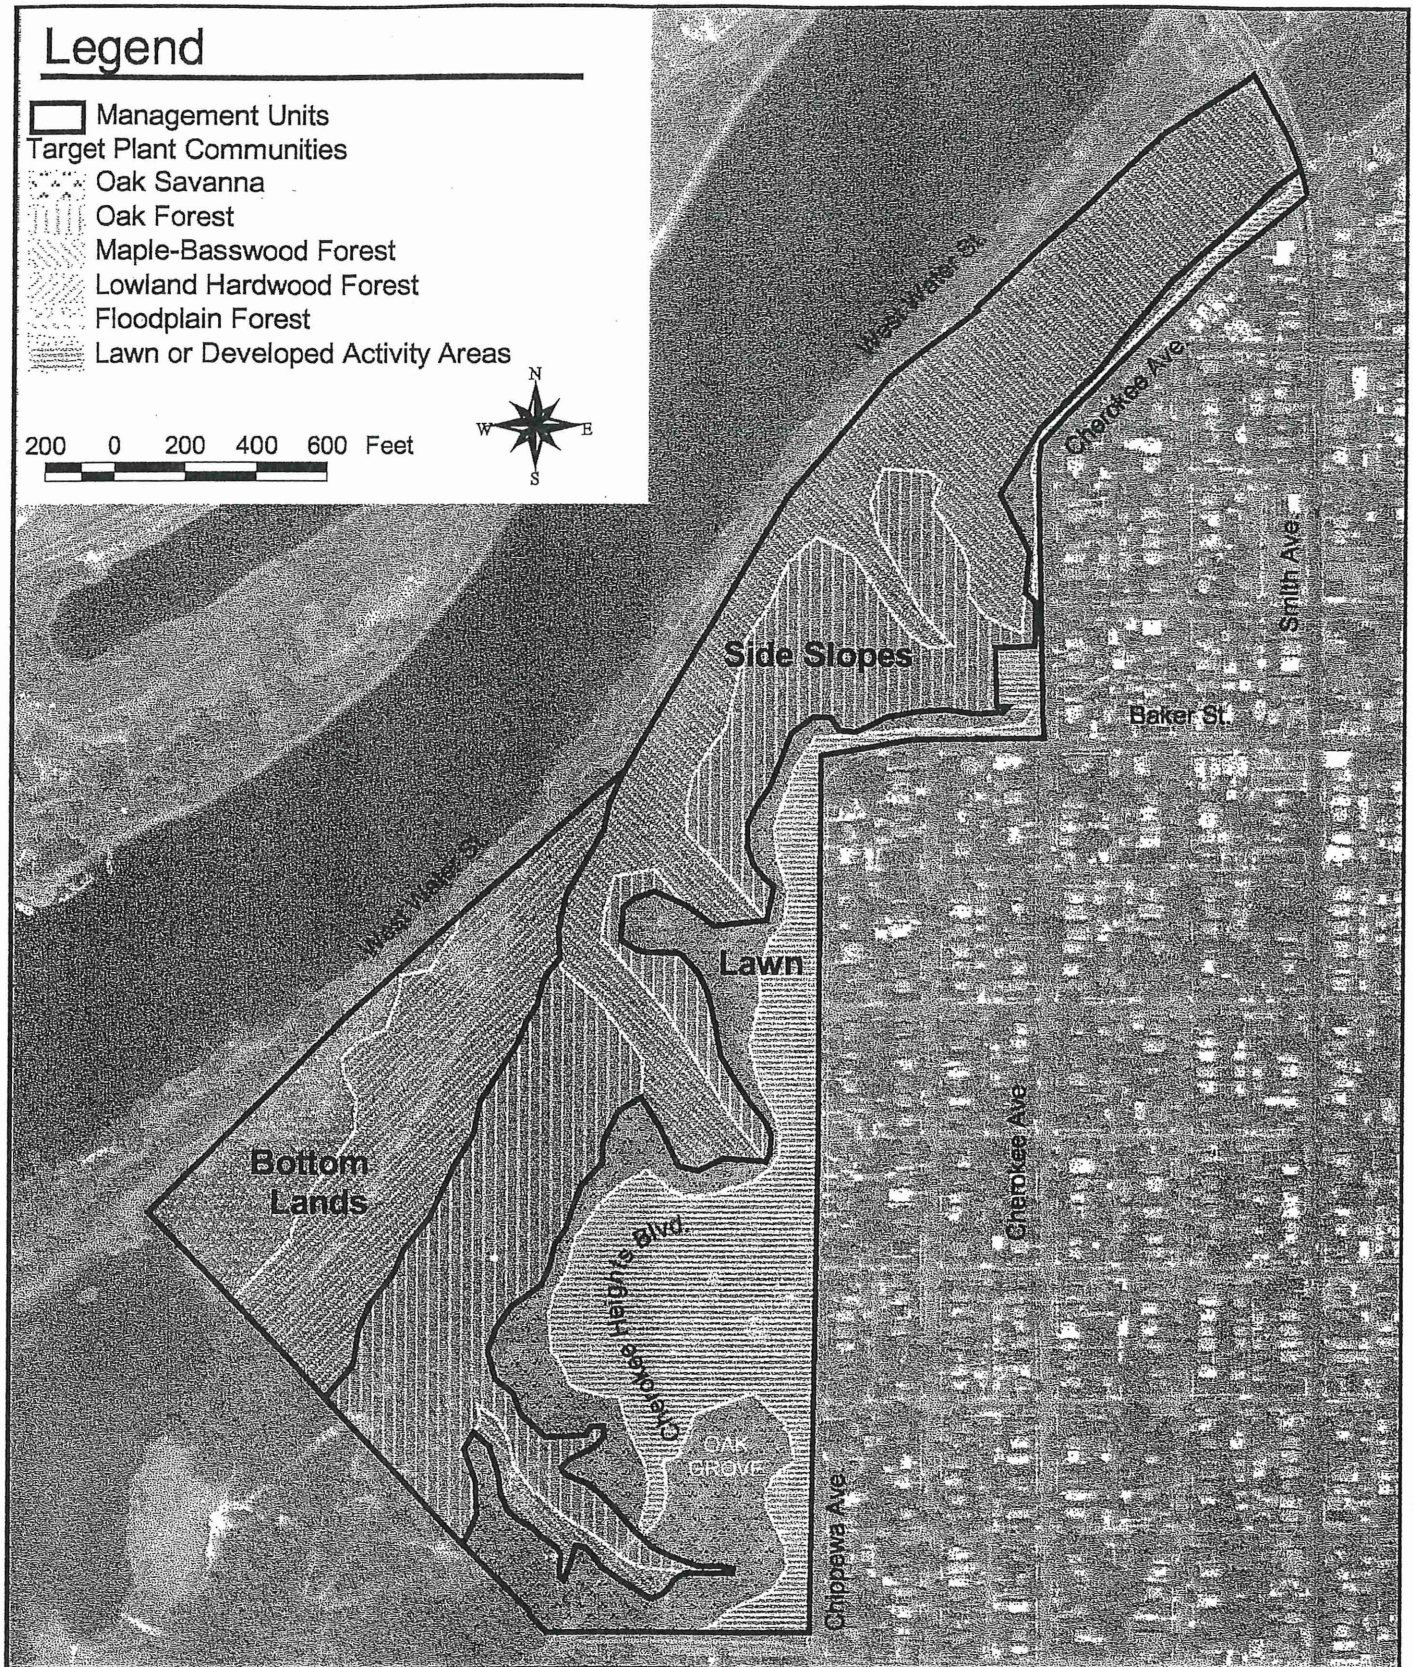 Legend
Management Units
Target Plant Communities
Oak Savanna
Oak Forest
Maple-Basswood Forest
Lowland Hardwood Forest
Floodplain Forest
Lawn or Developed Activity Areas
N
W E
S
200 0 200 400 600 Feet
West Water St.
Cherokee Ave.
Smith Ave.
Side Slopes
Baker St.
West Water St.
Lawn
Cherokee Ave.
Bottom
Lands
Cherokee Heights Blvd.
OAK
GROVE
Chippewa Ave.